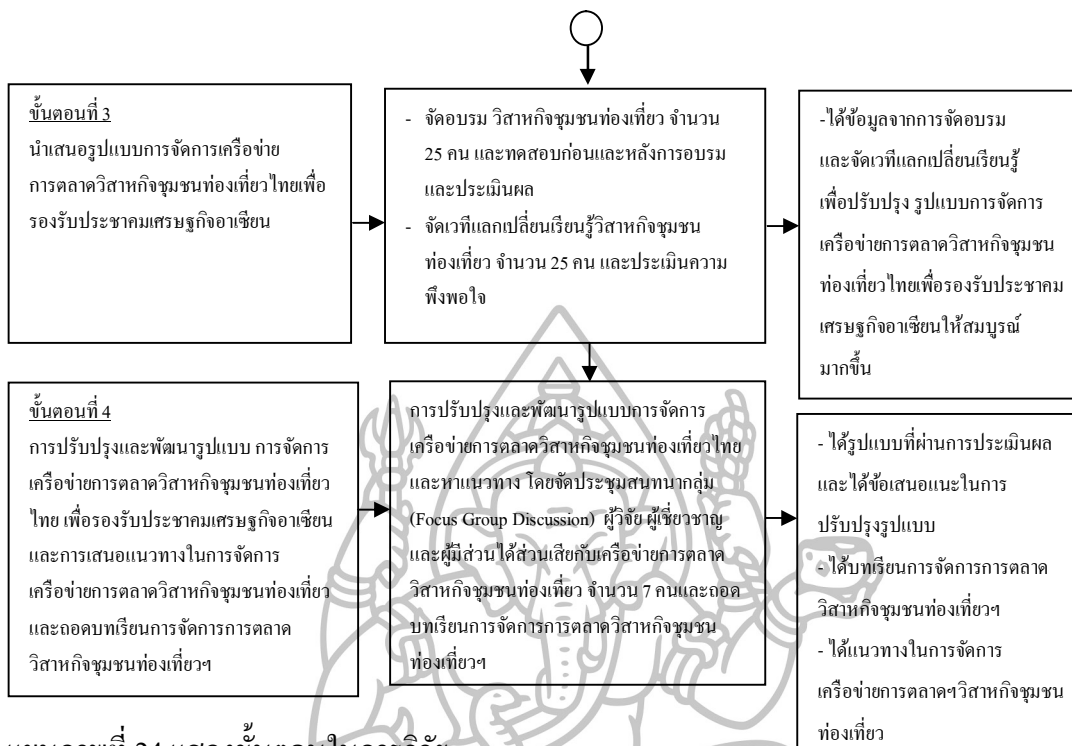 ขั้นตอนที่ 3
นำเสนอรูปแบบการจัดการเครือข่าย
การตลาดวิสาหกิจชุมชนท่องเที่ยวไทยเพื่อ
รองรับประชาคมเศรษฐกิจอาเซียน
- จัดอบรม วิสาหกิจชุมชนท่องเที่ยว จำนวน
25 คน และทดสอบก่อนและหลังการอบรม
และประเมินผล
- จัดเวทีแลกเปลี่ยนเรียนรู้วิสาหกิจชุมชน
ท่องเที่ยว จำนวน 25 คน และประเมินความ
พึงพอใจ
-ได้ข้อมูลจากการจัดอบรม
และจัดเวทีแลกเปลี่ยนเรียนรู้
เพื่อปรับปรุง รูปแบบการจัดการ
เครือข่ายการตลาดวิสาหกิจชุมชน
ท่องเที่ยวไทยเพื่อรองรับประชาคม
เศรษฐกิจอาเซียนให้สมบูรณ์
มากขึ้น
ขั้นตอนที่ 4
การปรับปรุงและพัฒนารูปแบบ การจัดการ
เครือข่ายการตลาดวิสาหกิจชุมชนท่องเที่ยว
ไทย เพื่อรองรับประชาคมเศรษฐกิจอาเซียน
และการเสนอแนวทางในการจัดการ
เครือข่ายการตลาดวิสาหกิจชุมชนท่องเที่ยว
และถอดบทเรียนการจัดการการตลาด
วิสาหกิจชุมชนท่องเที่ยวฯ
การปรับปรุงและพัฒนารูปแบบการจัดการ
เครือข่ายการตลาดวิสาหกิจชุมชนท่องเที่ยวไทย
และหาแนวทาง โดยจัดประชุมสนทนากลุ่ม
(Focus Group Discussion) ผู้วิจัย ผู้เชี่ยวชาญ
และผู้มีส่วนได้ส่วนเสียกับเครือข่ายการตลาด
วิสาหกิจชุมชนท่องเที่ยว จำนวน 7 คนและถอด
บทเรียนการจัดการการตลาดวิสาหกิจชุมชน
ท่องเที่ยวฯ
- ได้รูปแบบที่ผ่านการประเมินผล
และได้ข้อเสนอแนะในการ
ปรับปรุงรูปแบบ
- ได้บทเรียนการจัดการการตลาด
วิสาหกิจชุมชนท่องเที่ยวฯ
- ได้แนวทางในการจัดการ
เครือข่ายการตลาดฯวิสาหกิจชุมชน
ท่องเที่ยว
แผนภาพที่ 24 แสดงขั้นตอนในการวิจัย